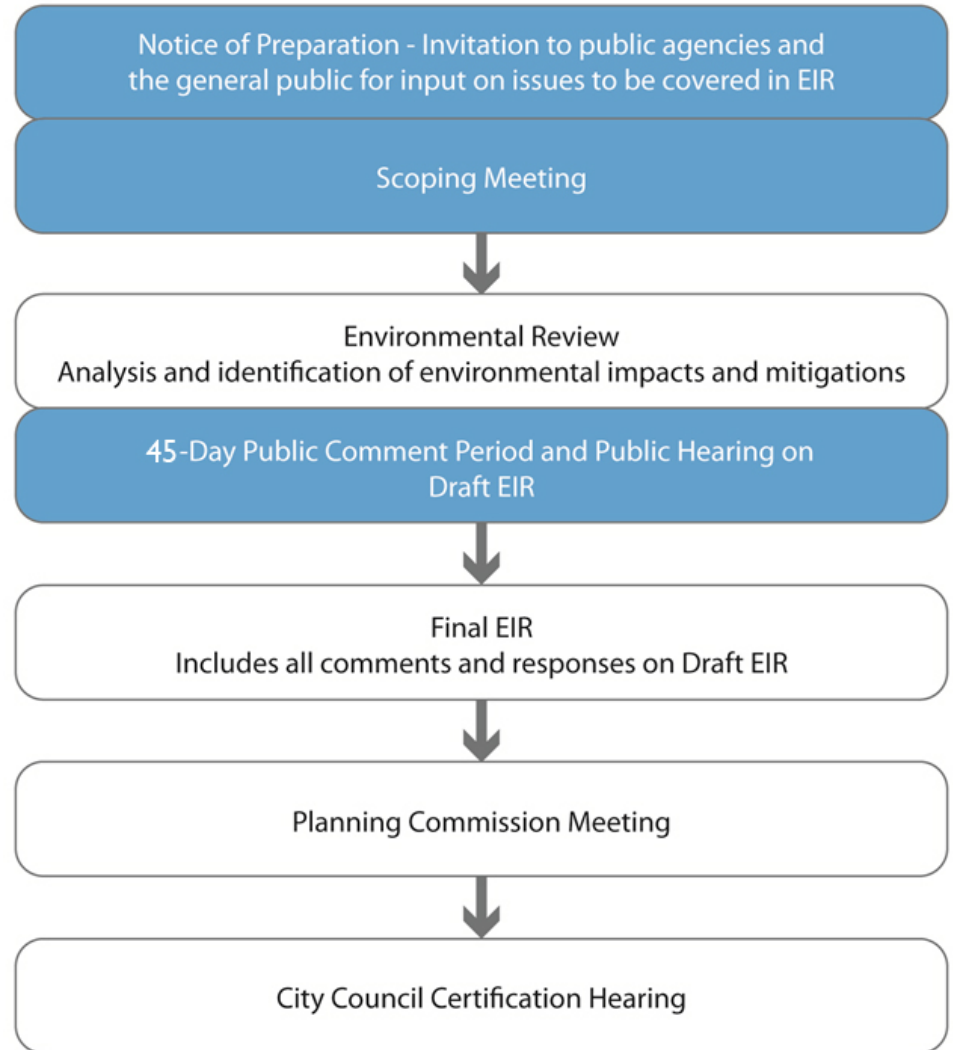 Notice of Preparation - Invitation to public agencies and
the general public for input on issues to be covered in EIR
Scoping Meeting
Environmental Review
Analysis and identification of environmental impacts and mitigations
45-Day Public Comment Period and Public Hearing on
Draft EIR
Final EIR
Includes all comments and responses on Draft EIR
Planning Commission Meeting
City Council Certification Hearing